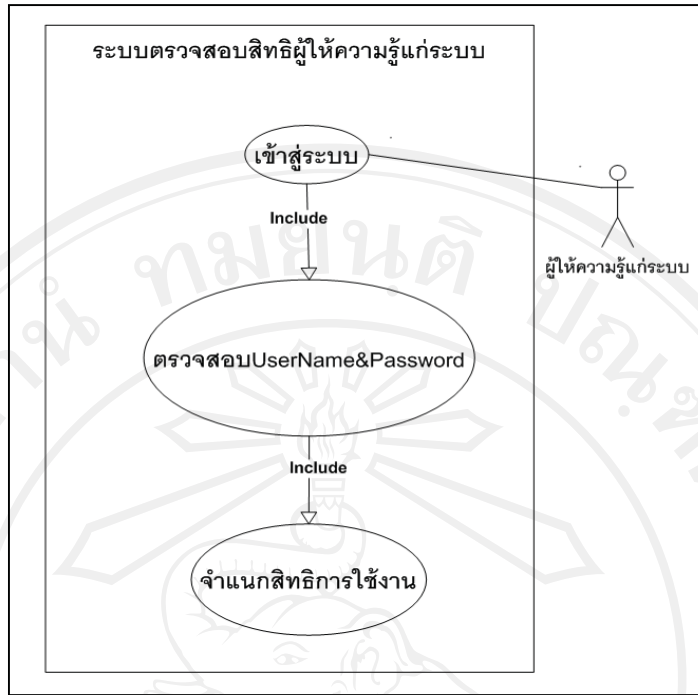 ระบบตรวจสอบสิทธิผู้ให้ความรู้แก่ระบบ
เข้าสู่ระบบ
Include
ผู้ให้ความรู้แก่ระบบ
ตรวจสอบUserName&Password
Include
จำแนกสิทธิการใช้งาน